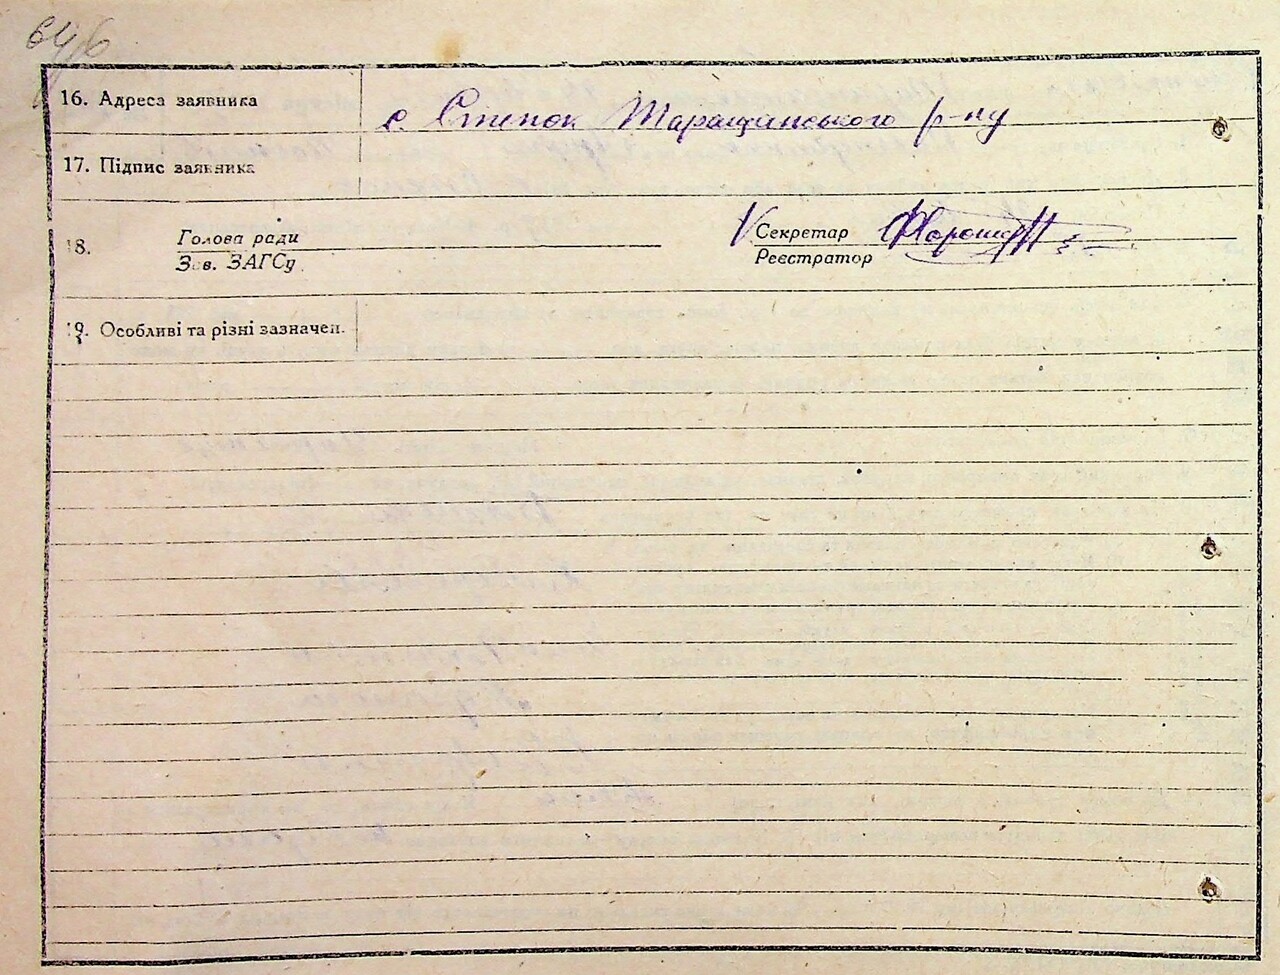 16. Адреса заявника
с. Степок Таращанського р-ну
17. Підпис заявника
18. Голова ради
Зав. ЗАГСу
Секретар
Реєстратор
19. Особливі та різні зазначен.